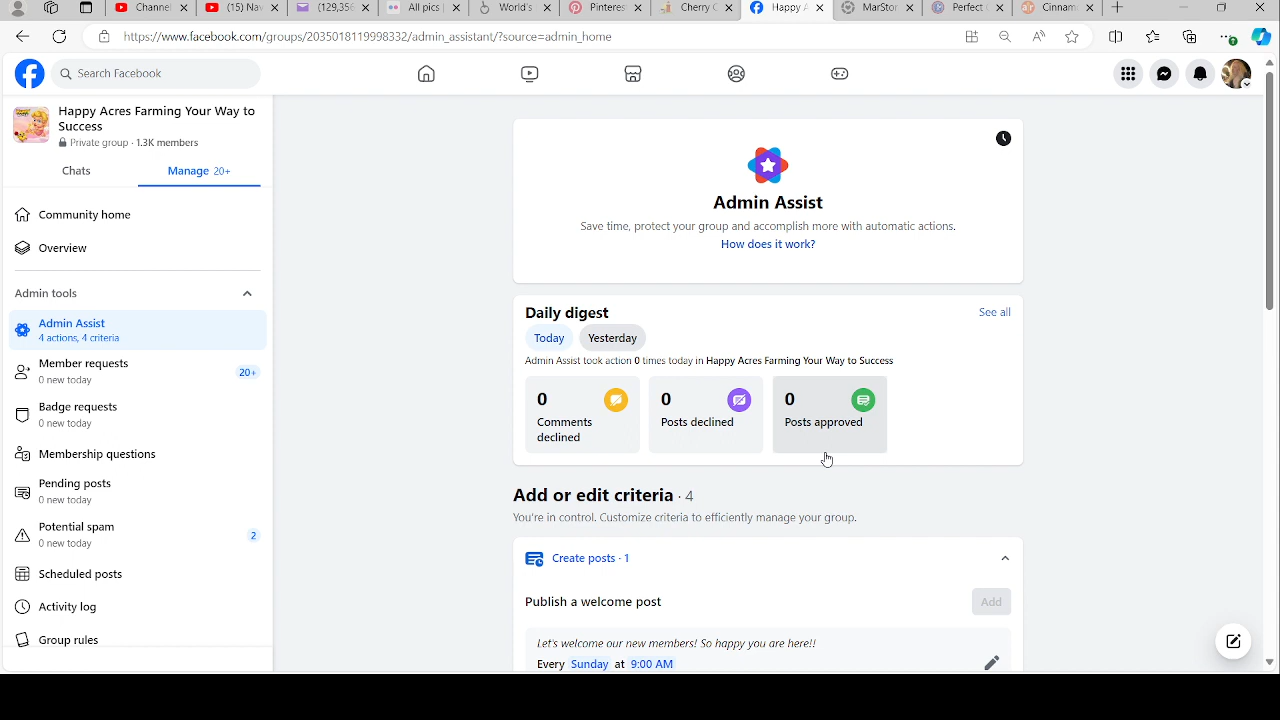 Channel
(15) Na
(129,35
All pics
World's
Pinteres
Cherry
Happy A
MarStor
Perfect
Cinnam
https://www.facebook.com/groups/2035018119998332/admin_assistant/?source=admin_home
Search Facebook
Happy Acres Farming Your Way to
Success
Private group · 1.3K members
Chats
Manage 20+
Community home
Overview
Admin tools
Admin Assist
4 actions, 4 criteria
Member requests
0 new today
20+
Badge requests
0 new today
Membership questions
Pending posts
0 new today
Potential spam
0 new today
2
Scheduled posts
Activity log
Group rules
Admin Assist
Save time, protect your group and accomplish more with automatic actions.
How does it work?
Daily digest
See all
Today
Yesterday
Admin Assist took action 0 times today in Happy Acres Farming Your Way to Success
0
Comments
declined
0
Posts declined
0
Posts approved
Add or edit criteria · 4
You're in control. Customize criteria to efficiently manage your group.
Create posts · 1
Publish a welcome post
Add
Let's welcome our new members! So happy you are here!!
Every Sunday at 9:00 AM